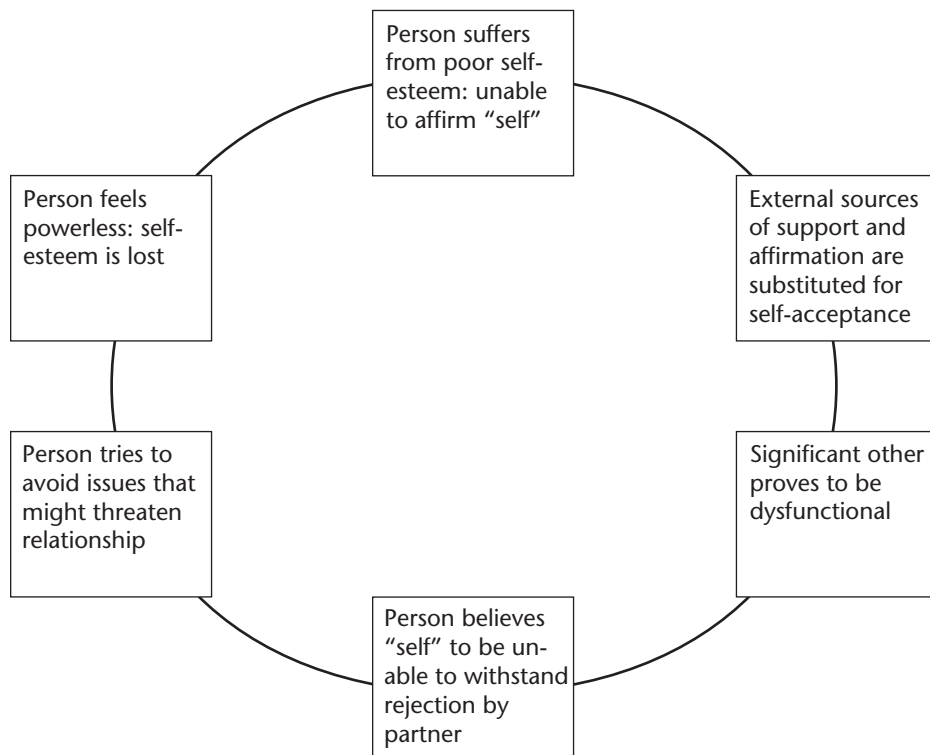 Person suffers
from poor self-
esteem: unable
to affirm “self”
External sources
of support and
affirmation are
substituted for
self-acceptance
Significant other
proves to be
dysfunctional
Person believes
“self” to be un-
able to withstand
rejection by
partner
Person tries to
avoid issues that
might threaten
relationship
Person feels
powerless: self-
esteem is lost